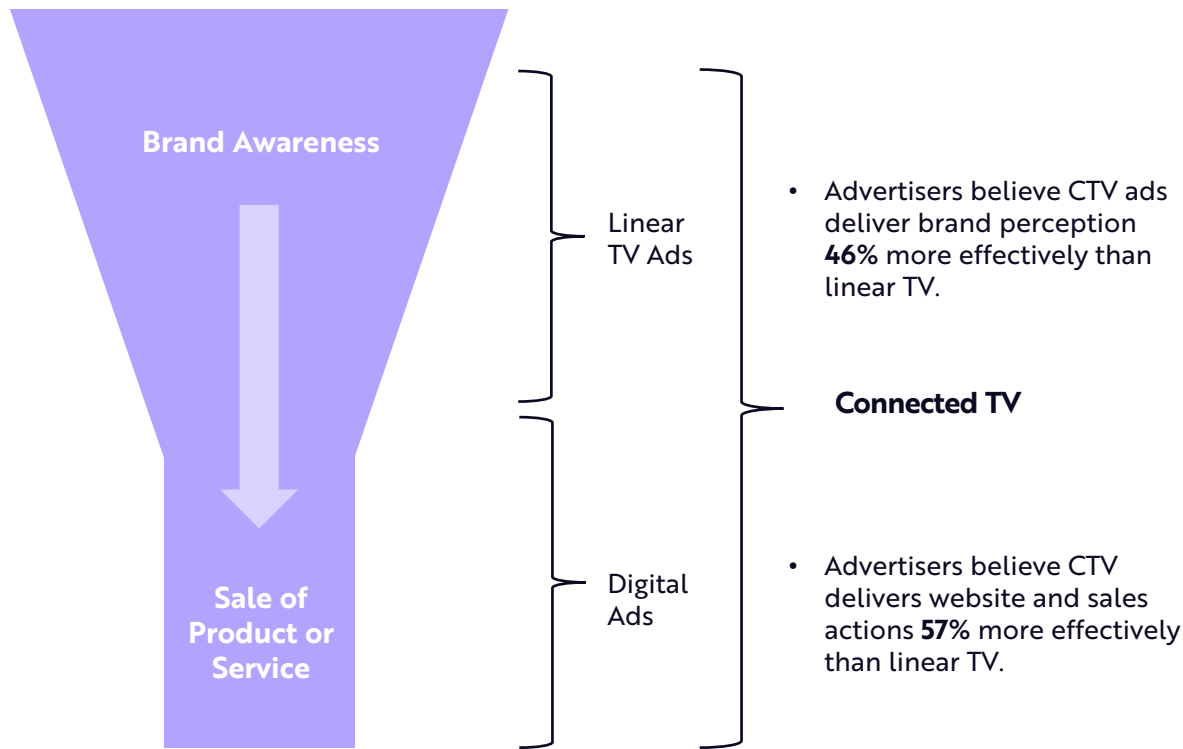 Brand Awareness
Sale of
Product or
Service
Linear
TV Ads
Digital
Ads
• Advertisers believe CTV ads
deliver brand perception
46% more effectively than
linear TV.
Connected TV
• Advertisers believe CTV
delivers website and sales
actions 57% more effectively
than linear TV.